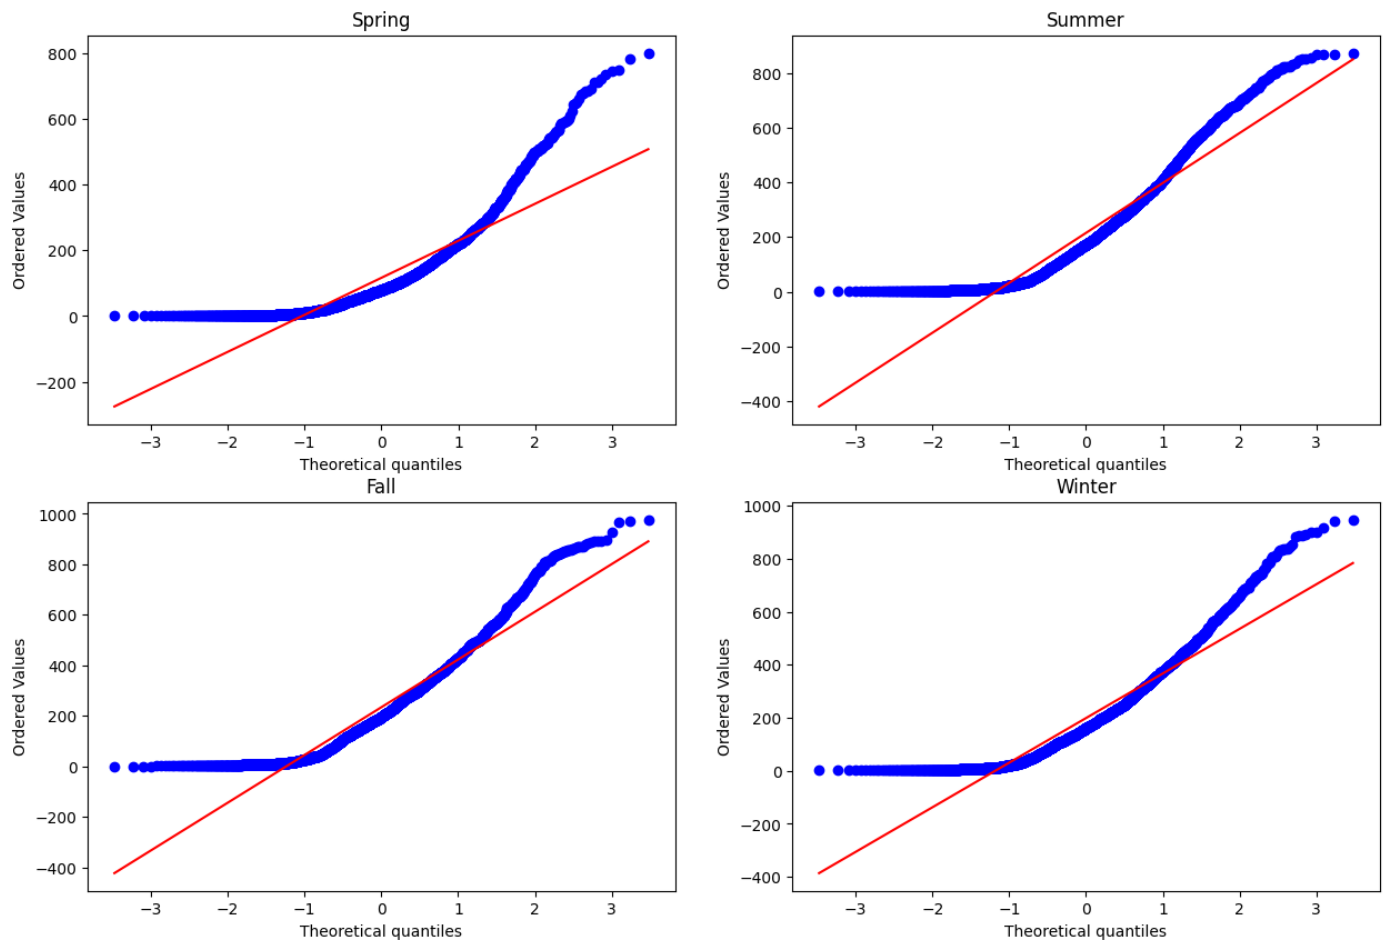 Spring
800
600
400
200
0
−200
Ordered Values
−3 −2 −1 0 1 2 3
Theoretical quantiles
Summer
800
600
400
200
0
−200
−400
Ordered Values
−3 −2 −1 0 1 2 3
Theoretical quantiles
Fall
1000
800
600
400
200
0
−200
−400
Ordered Values
−3 −2 −1 0 1 2 3
Theoretical quantiles
Winter
1000
800
600
400
200
0
−200
−400
Ordered Values
−3 −2 −1 0 1 2 3
Theoretical quantiles